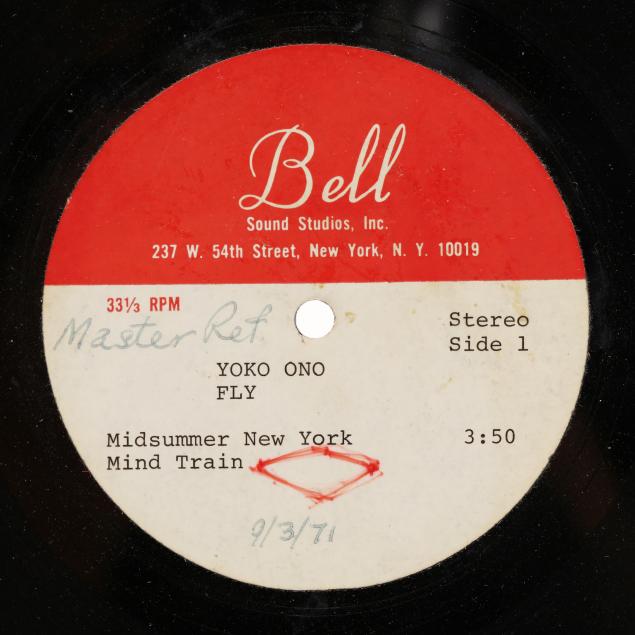 Bell
Sound Studios, Inc.
237 W. 54th Street, New York, N. Y. 10019
33⅓ RPM
Master Ref
Stereo
Side 1
YOKO ONO
FLY
Midsummer New York 3:50
Mind Train
9/3/71